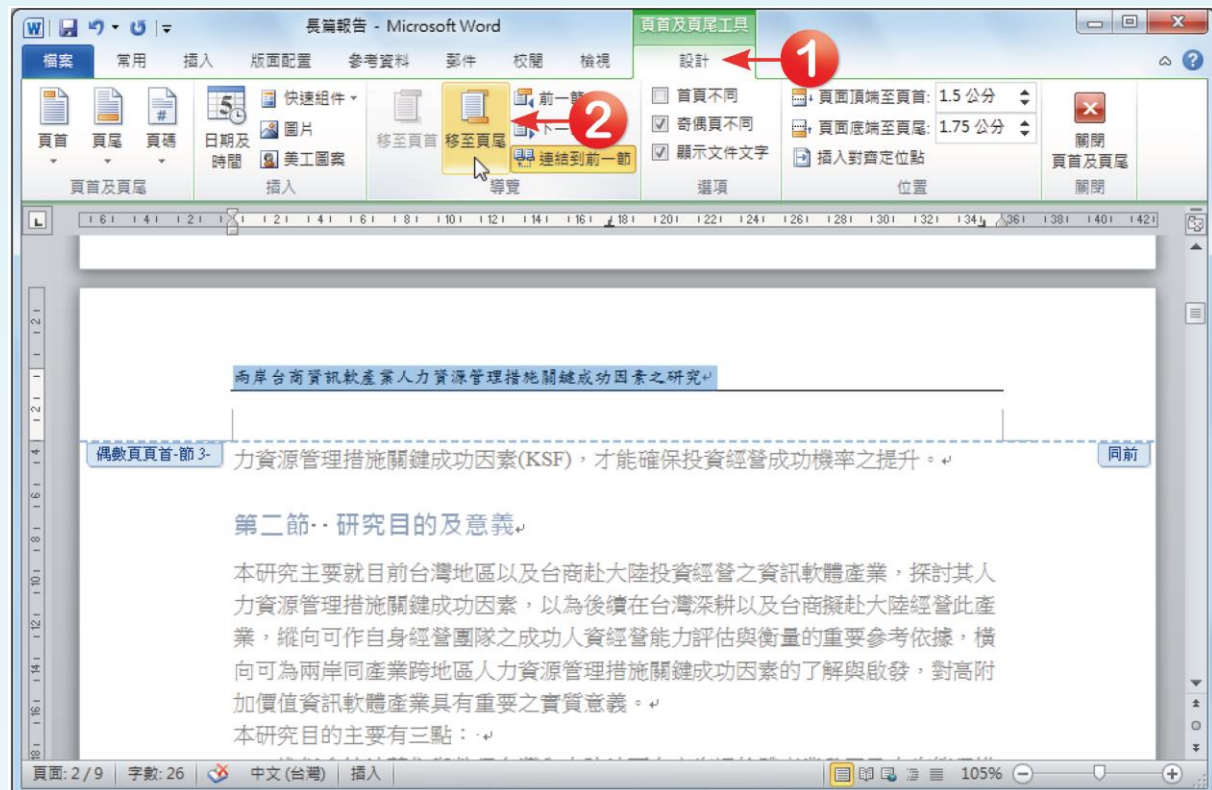 長篇報告 - Microsoft Word
頁首及頁尾工具
檔案 常用 插入 版面配置 參考資料 郵件 校閱 檢視 設計
1
頁首 頁尾 頁碼
頁首及頁尾
日期及時間
快速組件
圖片
美工圖案
插入
移至頁首 移至頁尾
前一節
下一
2
連結到前一節
導覽
首頁不同
奇偶頁不同
顯示文件文字
選項
頁面頂端至頁首: 1.5 公分
頁面底端至頁尾: 1.75 公分
插入對齊定位點
位置
關閉
頁首及頁尾
關閉
兩岸台商資訊軟產業人力資源管理措施關鍵成功因素之研究
偶數頁頁首-節 3-
同前
力資源管理措施關鍵成功因素(KSF)，才能確保投資經營成功機率之提升。
第二節 研究目的及意義
本研究主要就目前台灣地區以及台商赴大陸投資經營之資訊軟體產業，探討其人
力資源管理措施關鍵成功因素，以為後續在台灣深耕以及台商擬赴大陸經營此產
業，縱向可作自身經營團隊之成功人資經營能力評估與衡量的重要參考依據，橫
向可為兩岸同產業跨地區人力資源管理措施關鍵成功因素的了解與啟發，對高附
加價值資訊軟體產業具有重要之實質意義。
本研究目的主要有三點：
頁面: 2 / 9 字數: 26 中文 (台灣) 插入 105%